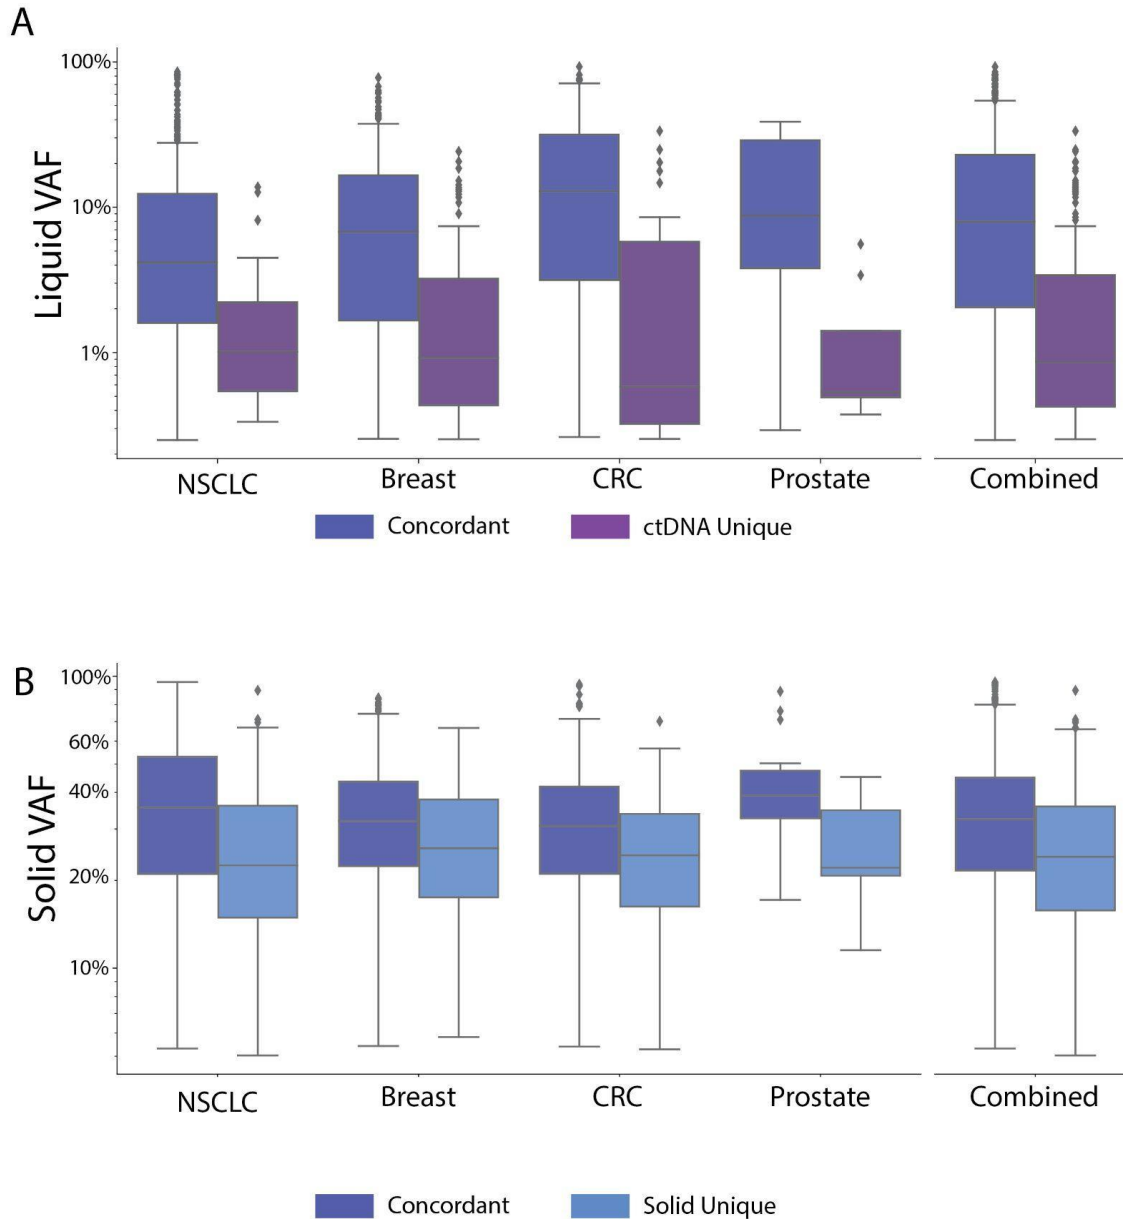 A
Liquid VAF
100%
10%
1%
NSCLC Breast CRC Prostate Combined
Concordant ctDNA Unique
B
Solid VAF
100%
60%
40%
20%
10%
NSCLC Breast CRC Prostate Combined
Concordant Solid Unique